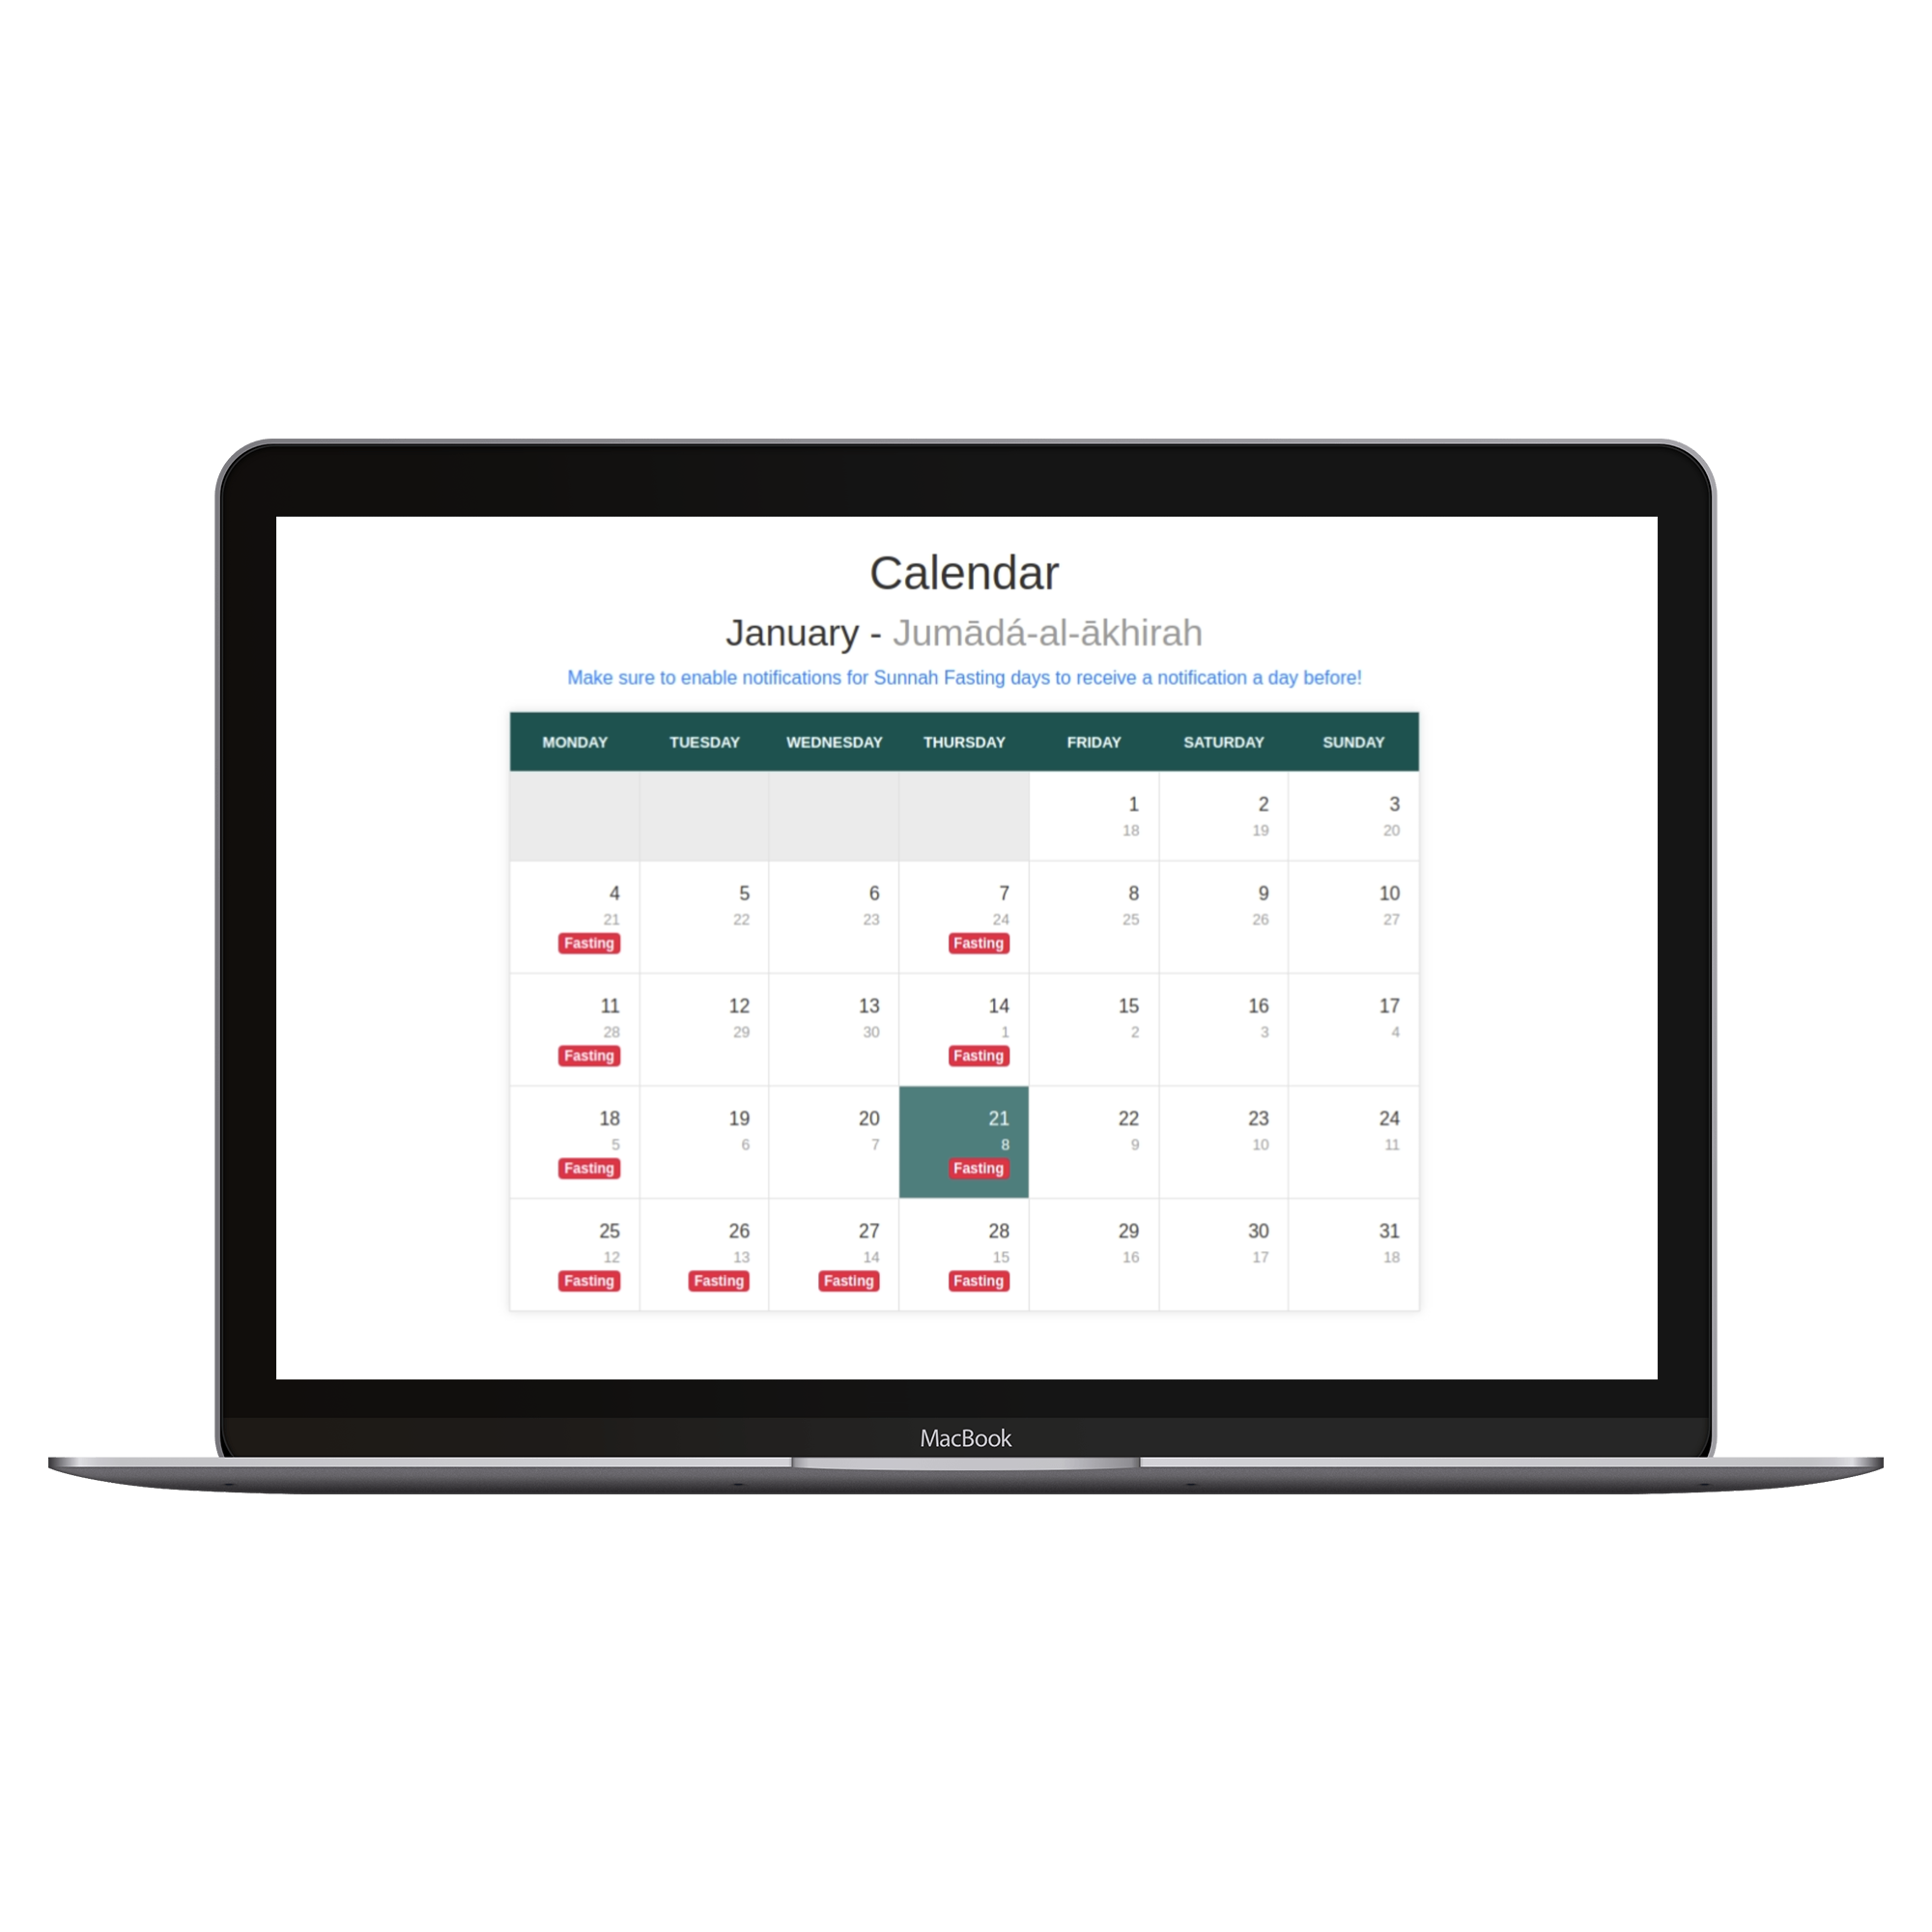 Calendar
January - Jumādá-al-ākhirah
Make sure to enable notifications for Sunnah Fasting days to receive a notification a day before!
MONDAY TUESDAY WEDNESDAY THURSDAY FRIDAY SATURDAY SUNDAY
1 2 3
18 19 20
4 5 6 7 8 9 10
21 22 23 24 25 26 27
Fasting Fasting
11 12 13 14 15 16 17
28 29 30 1 2 3 4
Fasting Fasting
18 19 20 21 22 23 24
5 6 7 8 9 10 11
Fasting Fasting
25 26 27 28 29 30 31
12 13 14 15 16 17 18
Fasting Fasting Fasting Fasting
MacBook